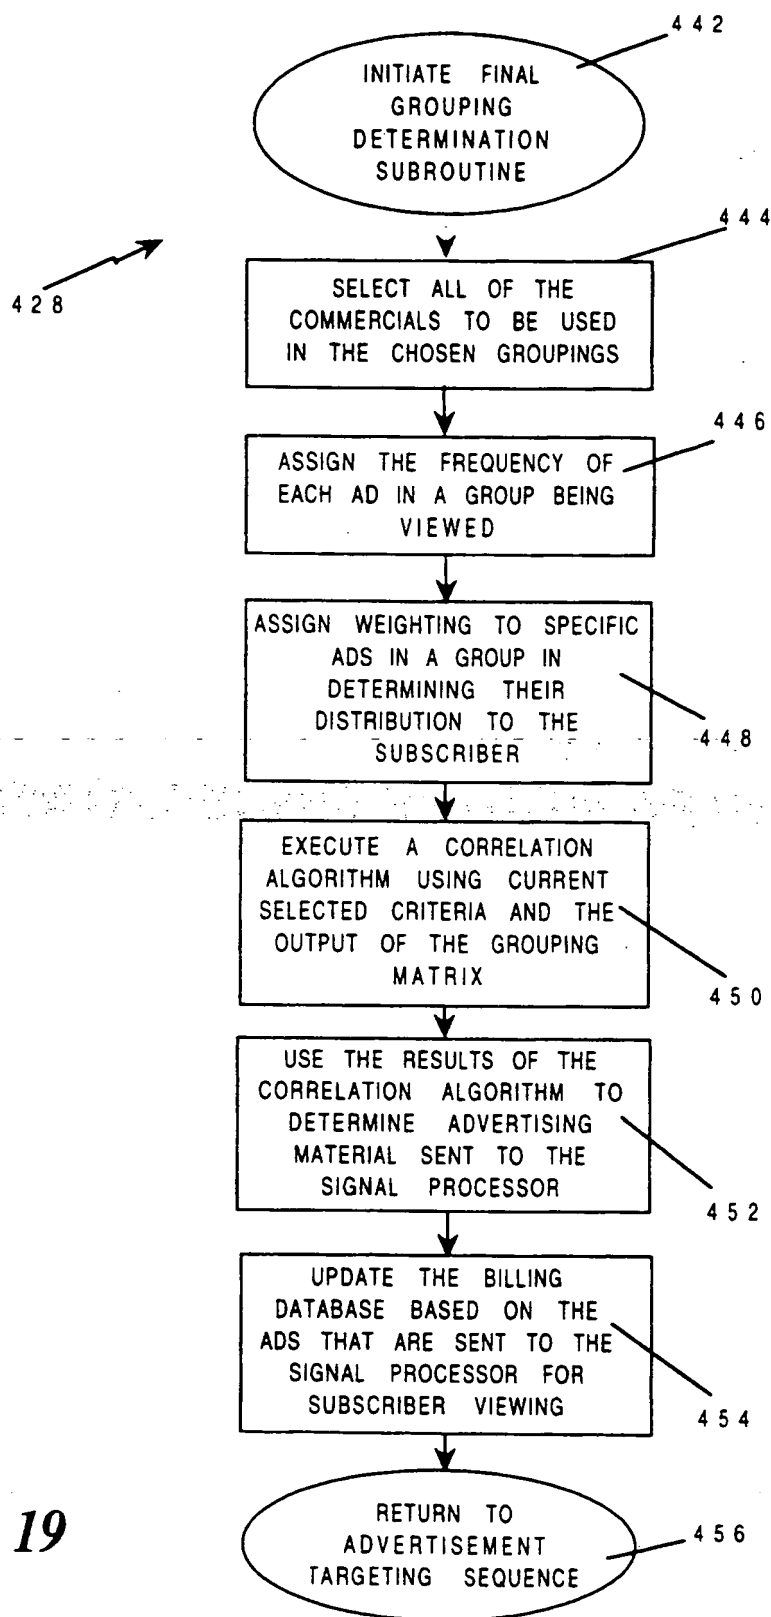 442
INITIATE FINAL
GROUPING
DETERMINATION
SUBROUTINE
444
428
SELECT ALL OF THE
COMMERCIALS TO BE USED
IN THE CHOSEN GROUPINGS
446
ASSIGN THE FREQUENCY OF
EACH AD IN A GROUP BEING
VIEWED
ASSIGN WEIGHTING TO SPECIFIC
ADS IN A GROUP IN
DETERMINING THEIR
DISTRIBUTION TO THE
SUBSCRIBER
448
EXECUTE A CORRELATION
ALGORITHM USING CURRENT
SELECTED CRITERIA AND THE
OUTPUT OF THE GROUPING
MATRIX
450
USE THE RESULTS OF THE
CORRELATION ALGORITHM TO
DETERMINE ADVERTISING
MATERIAL SENT TO THE
SIGNAL PROCESSOR
452
UPDATE THE BILLING
DATABASE BASED ON THE
ADS THAT ARE SENT TO THE
SIGNAL PROCESSOR FOR
SUBSCRIBER VIEWING
454
RETURN TO
ADVERTISEMENT
TARGETING SEQUENCE
456
19